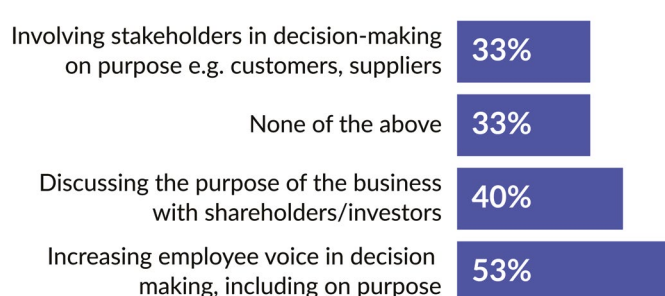 Involving stakeholders in decision-making
on purpose e.g. customers, suppliers
33%
None of the above
33%
Discussing the purpose of the business
with shareholders/investors
40%
Increasing employee voice in decision
making, including on purpose
53%